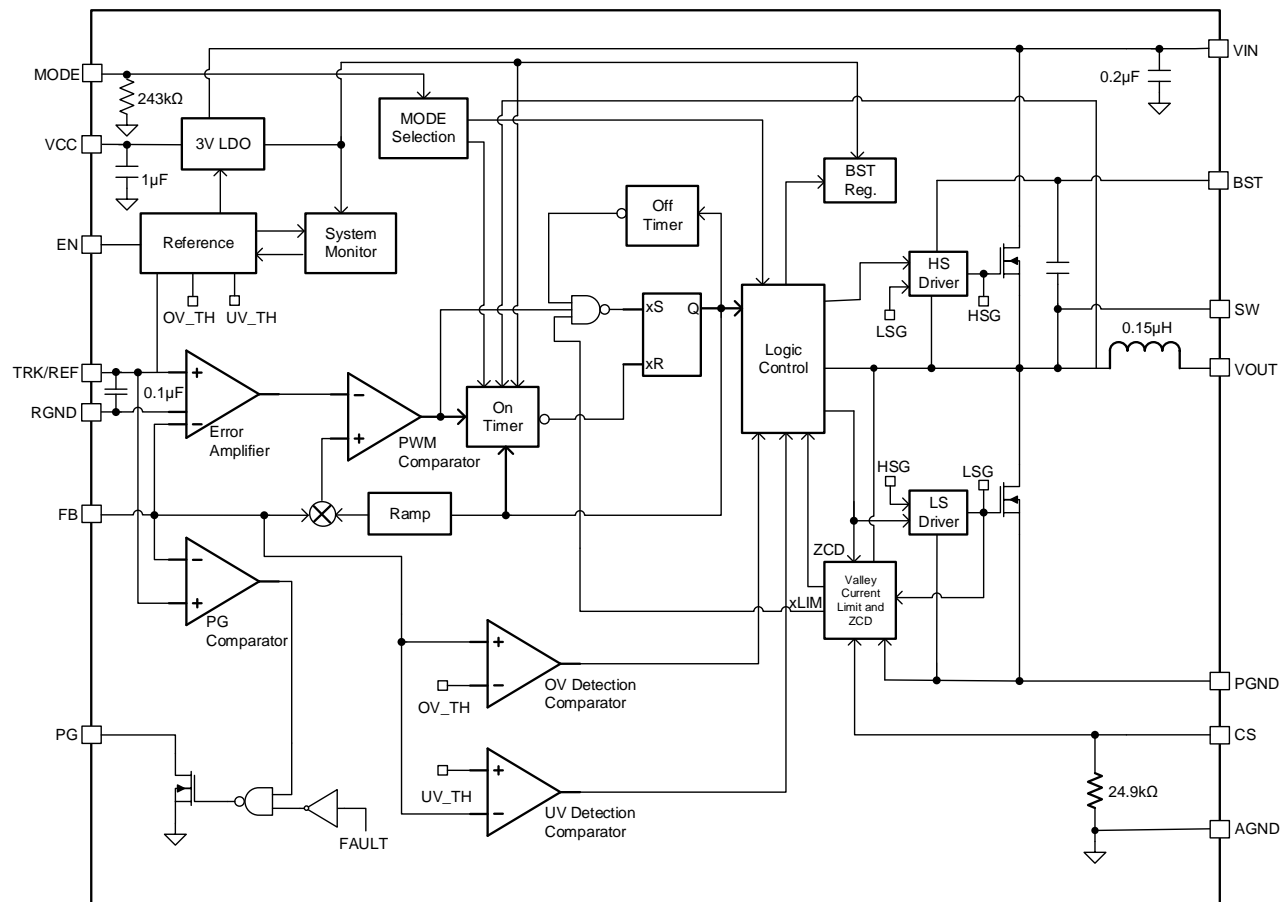 VIN
MODE
0.2µF
243kΩ
MODE
Selection
VCC
3V LDO
1µF
BST
Reg.
BST
Off
Timer
EN
Reference
System
Monitor
HS
Driver
OV_TH
UV_TH
LSG
HSG
SW
xS
Q
0.15µH
Logic
Control
TRK/REF
VOUT
xR
0.1µF
+
−
On
Timer
RGND
−
+
Error
Amplifier
PWM
Comparator
HSG
LSG
LS
Driver
FB
Ramp
ZCD
−
+
Valley
Current
Limit and
ZCD
xLIM
PG
Comparator
+
−
OV_TH
OV Detection
Comparator
PGND
PG
CS
+
−
UV_TH
24.9kΩ
UV Detection
Comparator
AGND
FAULT